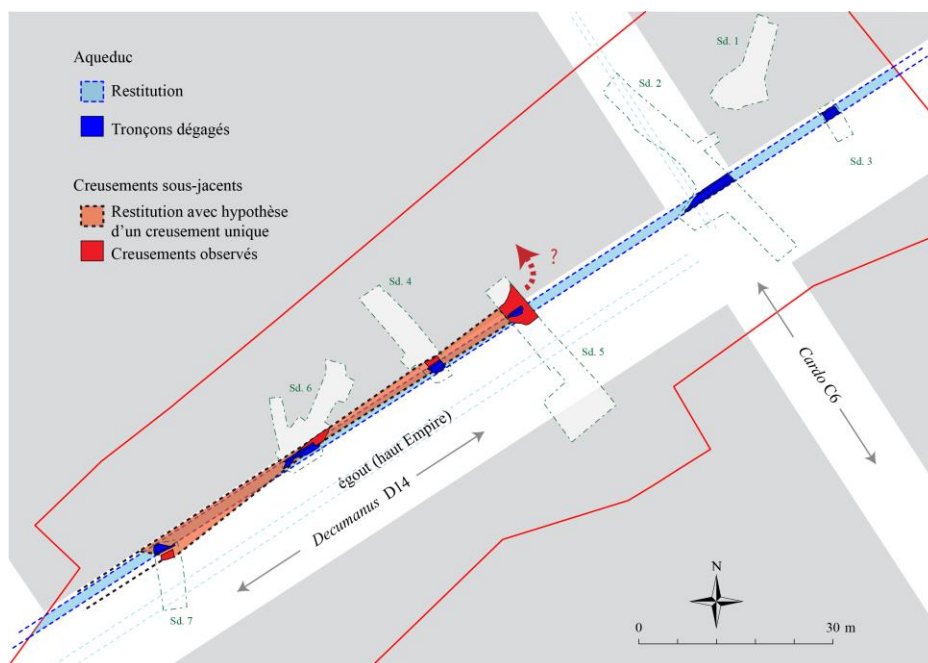 Aqueduc
Restitution
Tronçons dégagés
Creusements sous-jacents
Restitution avec hypothèse
d'un creusement unique
Creusements observés
Sd. 1
Sd. 2
Sd. 3
?
Sd. 4
Sd. 5
Sd. 6
Cardo C6
égout (haut Empire)
Decumanus D14
Sd. 7
N
0
30 m